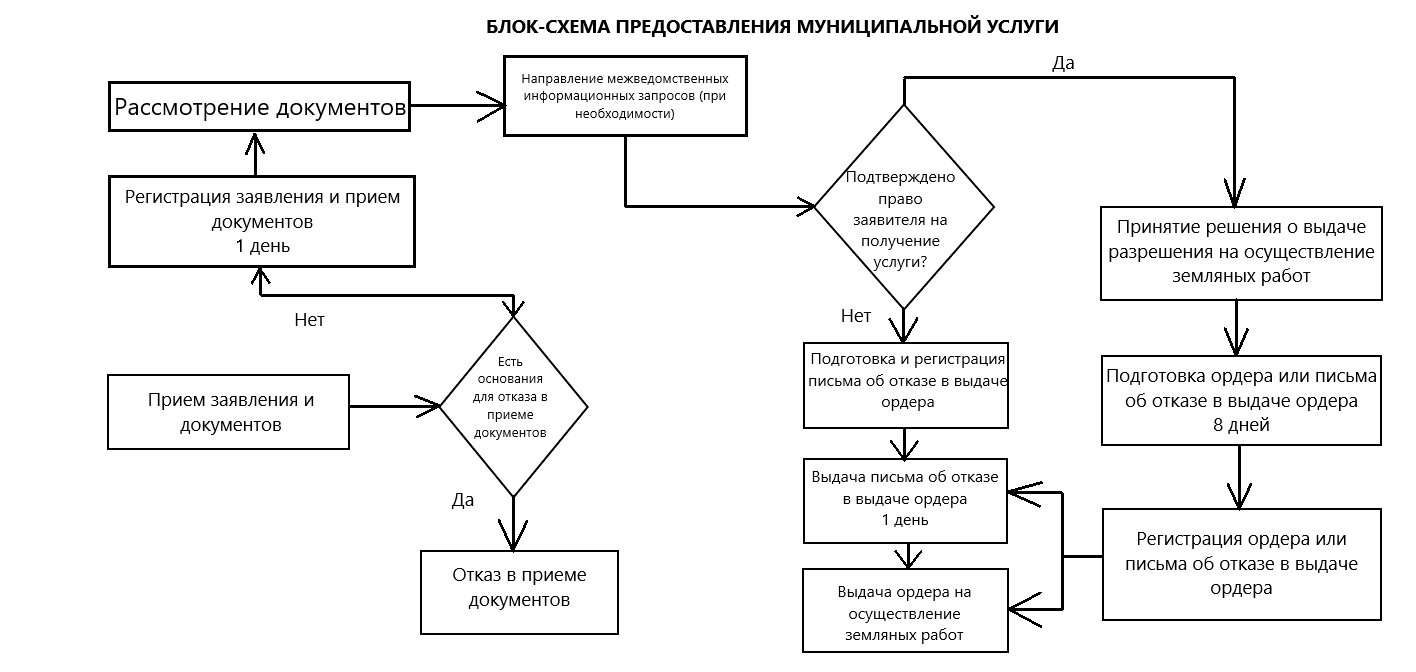 БЛОК-СХЕМА ПРЕДОСТАВЛЕНИЯ МУНИЦИПАЛЬНОЙ УСЛУГИ
Рассмотрение документов
Направление межведомственных
информационных запросов (при
необходимости)
Да
Регистрация заявления и прием
документов
1 день
Подтверждено
право
заявителя на
получение
услуги?
Принятие решения о выдаче
разрешения на осуществление
земляных работ
Нет
Нет
Есть
основания
для отказа в
приеме
документов
Прием заявления и
документов
Подготовка и регистрация
письма об отказе в выдаче
ордера
Подготовка ордера или письма
об отказе в выдаче ордера
8 дней
Да
Выдача письма об отказе
в выдаче ордера
1 день
Регистрация ордера или
письма об отказе в выдаче
ордера
Отказ в приеме
документов
Выдача ордера на
осуществление
земляных работ